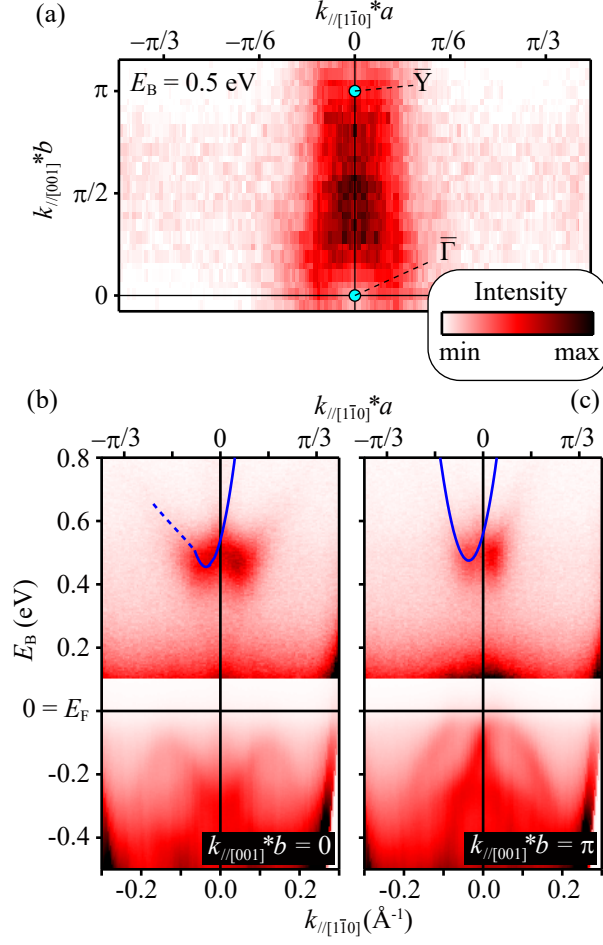 (a)
k//[11̄0]*a
−π/3 −π/6 0 π/6 π/3
k//[001]*b
π
π/2
0
EB = 0.5 eV
Y̅
Γ̅
Intensity
min max
(b)
k//[11̄0]*a
(c)
−π/3 0 π/3
−π/3 0 π/3
EB (eV)
0.8
0.6
0.4
0.2
0 = EF
-0.2
-0.4
k//[001]*b = 0
k//[001]*b = π
-0.2 0.0 0.2
-0.2 0.0 0.2
k//[11̄0](Å-1)